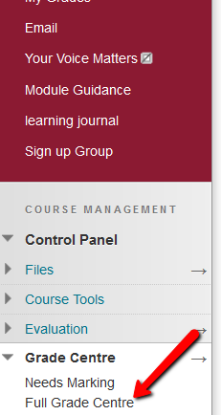 My Grades
Email
Your Voice Matters
Module Guidance
learning journal
Sign up Group
COURSE MANAGEMENT
Control Panel
Files
Course Tools
Evaluation
Grade Centre
Needs Marking
Full Grade Centre